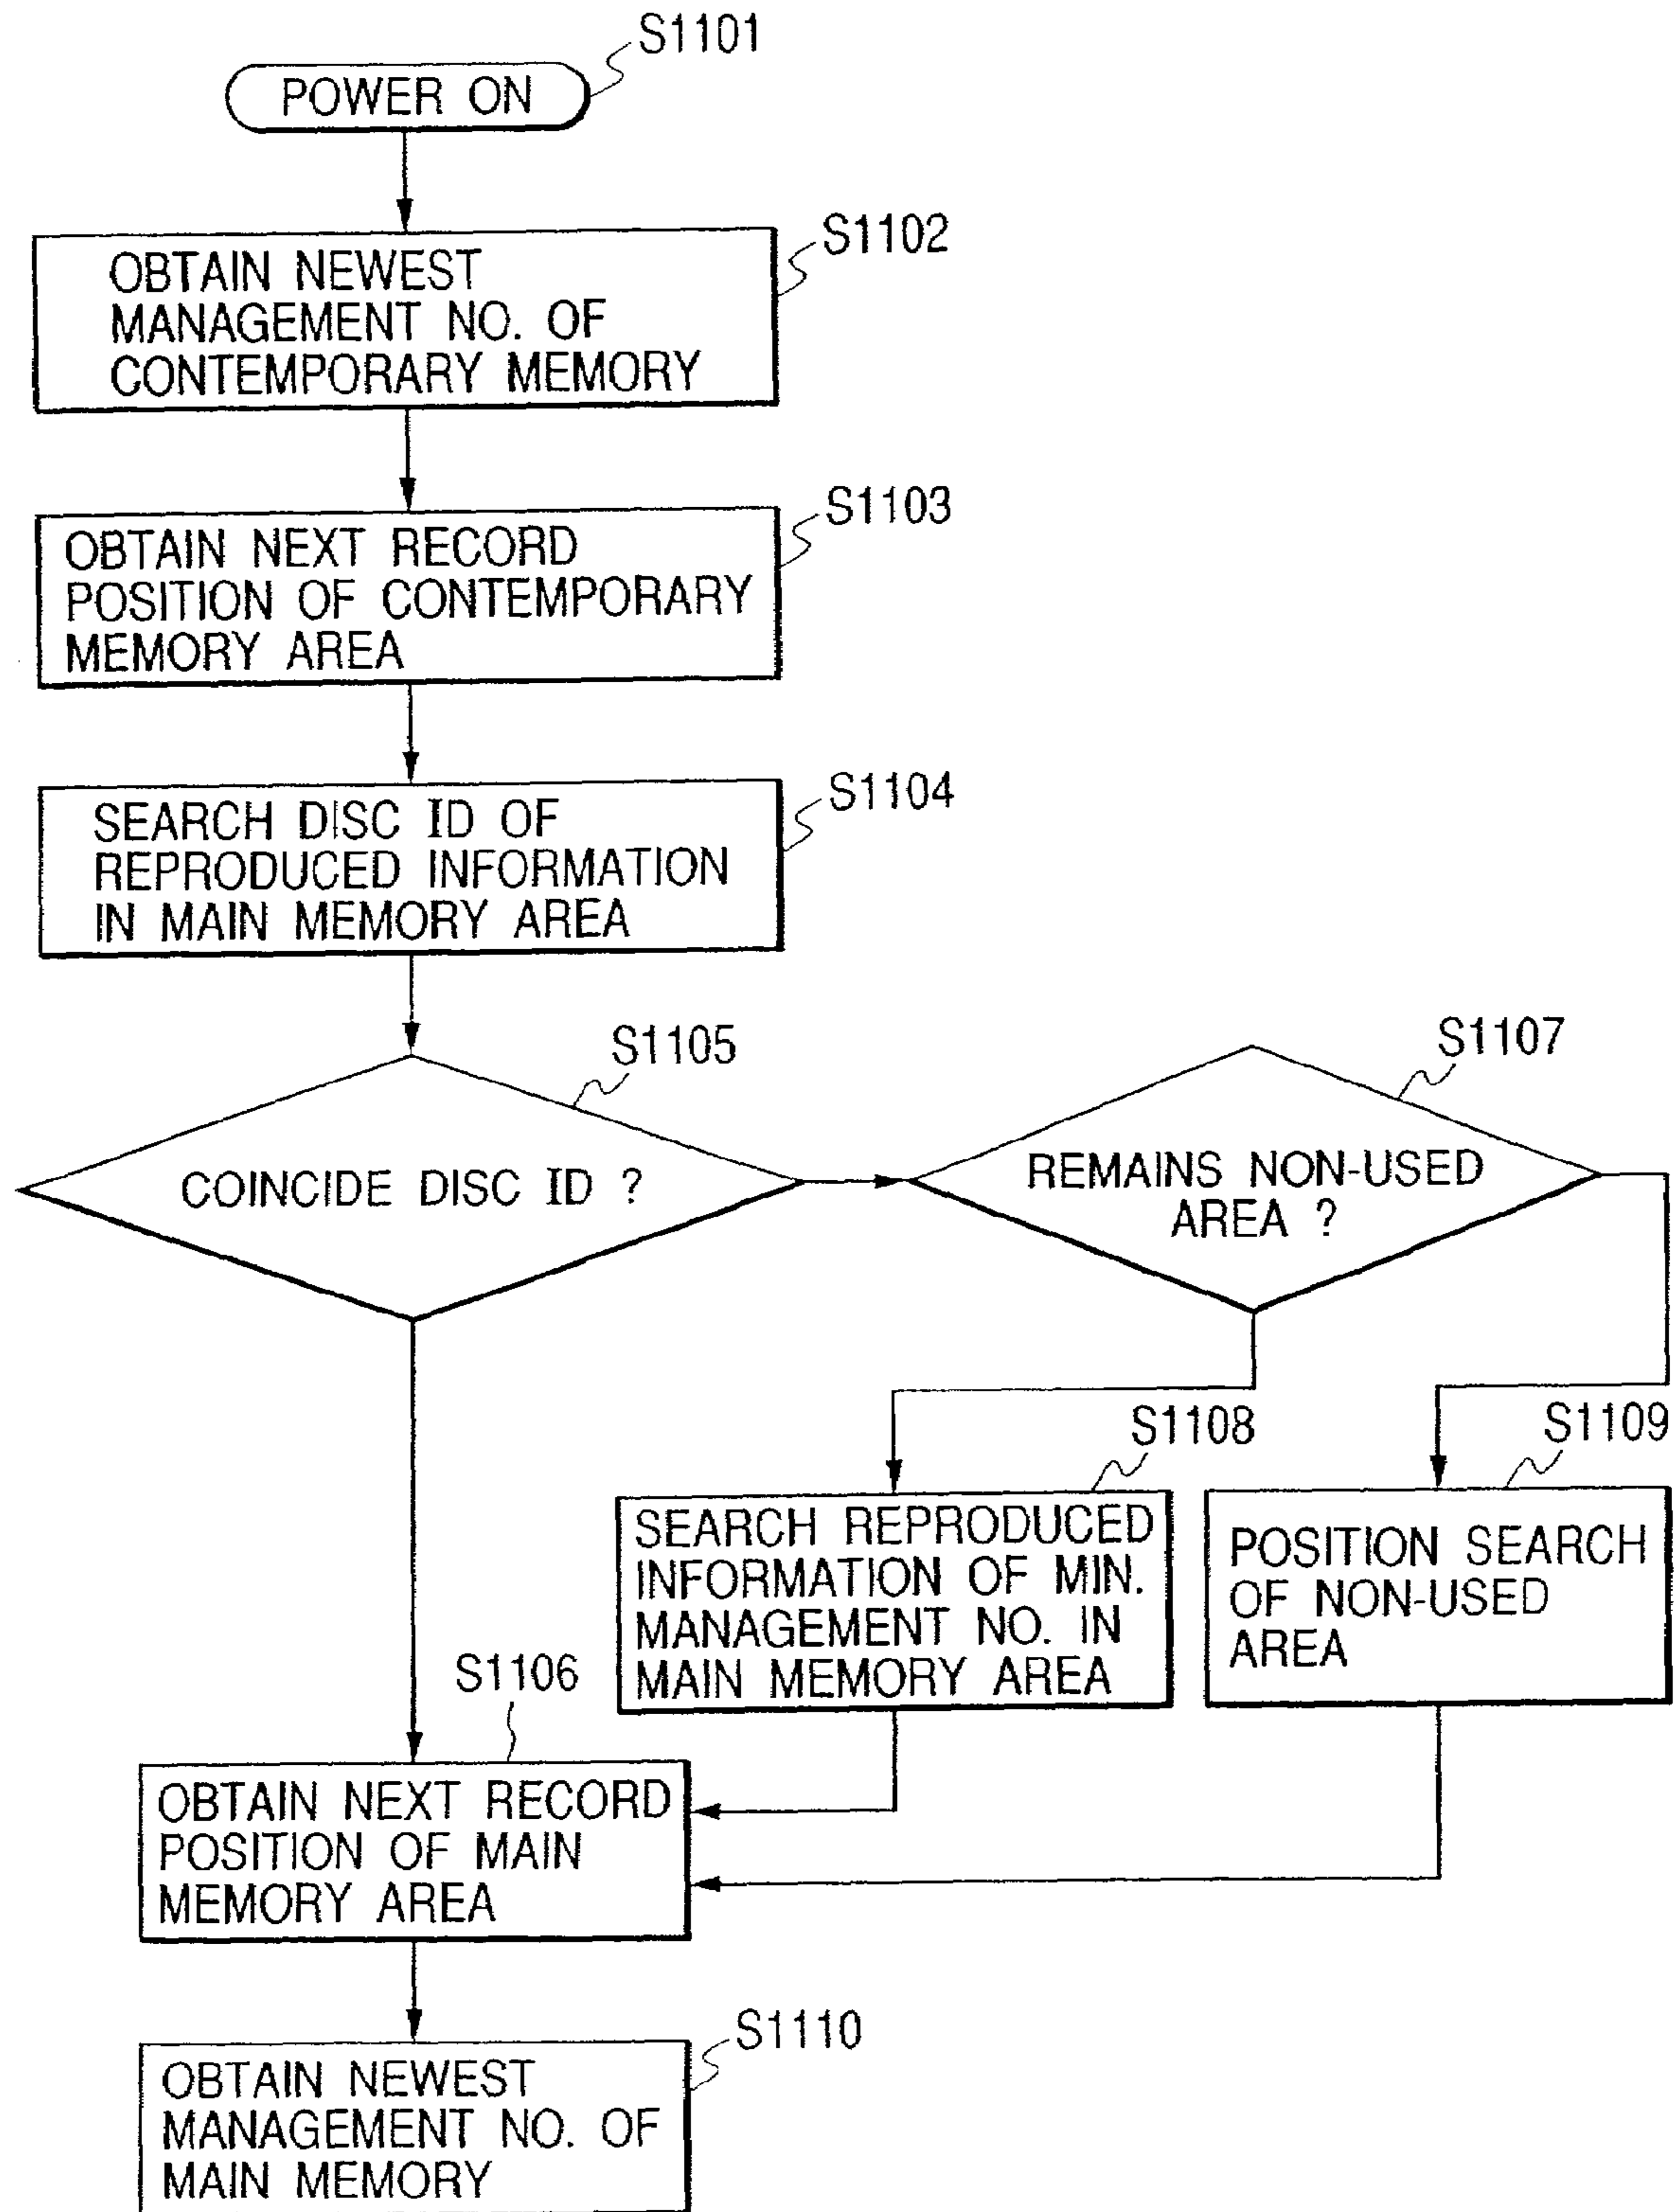 S1101
POWER ON
S1102
OBTAIN NEWEST
MANAGEMENT NO. OF
CONTEMPORARY MEMORY
S1103
OBTAIN NEXT RECORD
POSITION OF CONTEMPORARY
MEMORY AREA
S1104
SEARCH DISC ID OF
REPRODUCED INFORMATION
IN MAIN MEMORY AREA
S1105
COINCIDE DISC ID ?
S1107
REMAINS NON-USED
AREA ?
S1108
SEARCH REPRODUCED
INFORMATION OF MIN.
MANAGEMENT NO. IN
MAIN MEMORY AREA
S1109
POSITION SEARCH
OF NON-USED
AREA
S1106
OBTAIN NEXT RECORD
POSITION OF MAIN
MEMORY AREA
S1110
OBTAIN NEWEST
MANAGEMENT NO. OF
MAIN MEMORY